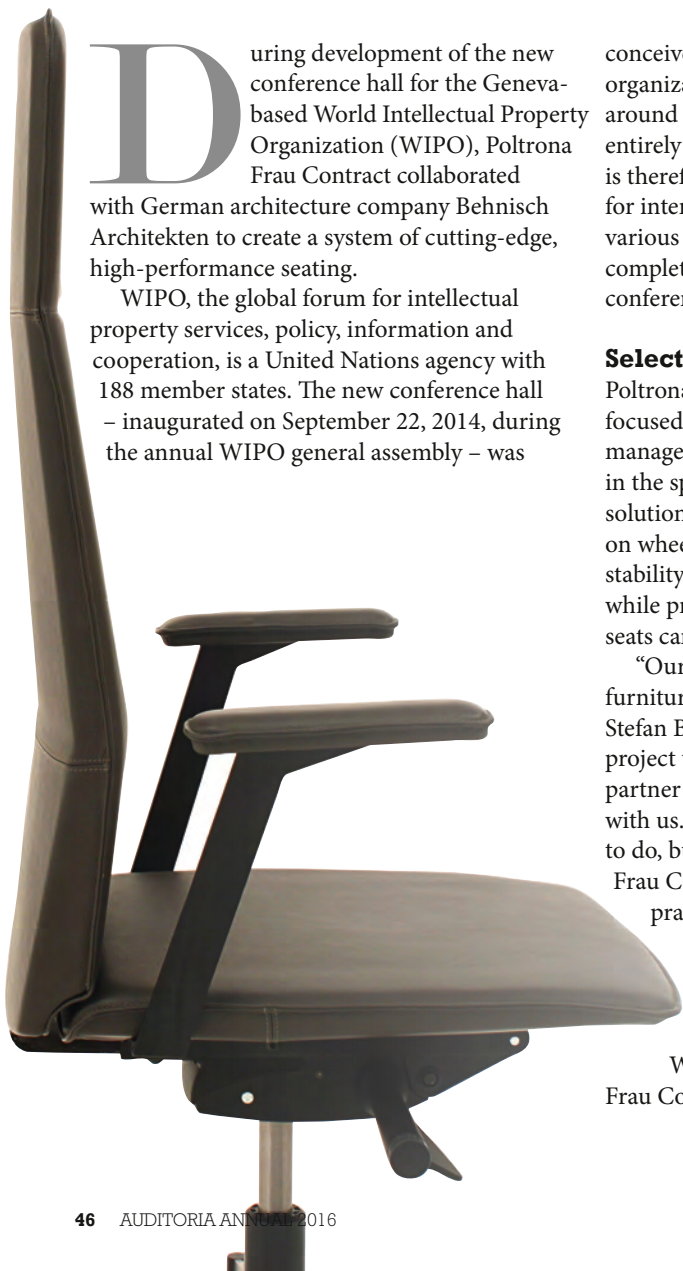 During development of the new
conference hall for the Geneva-
based World Intellectual Property
Organization (WIPO), Poltrona
Frau Contract collaborated
with German architecture company Behnisch
Architekten to create a system of cutting-edge,
high-performance seating.
WIPO, the global forum for intellectual
property services, policy, information and
cooperation, is a United Nations agency with
188 member states. The new conference hall
– inaugurated on September 22, 2014, during
the annual WIPO general assembly – was
conceive
organiza
around
entirely
is theref
for inter
various
complet
conferen
Select
Poltrona
focused
manage
in the sp
solution
on whee
stability
while pr
seats car
“Our
furnitur
Stefan B
project
partner
with us.
to do, bu
Frau C
pra
W
Frau Co
46 AUDITORIA ANNUAL 2016